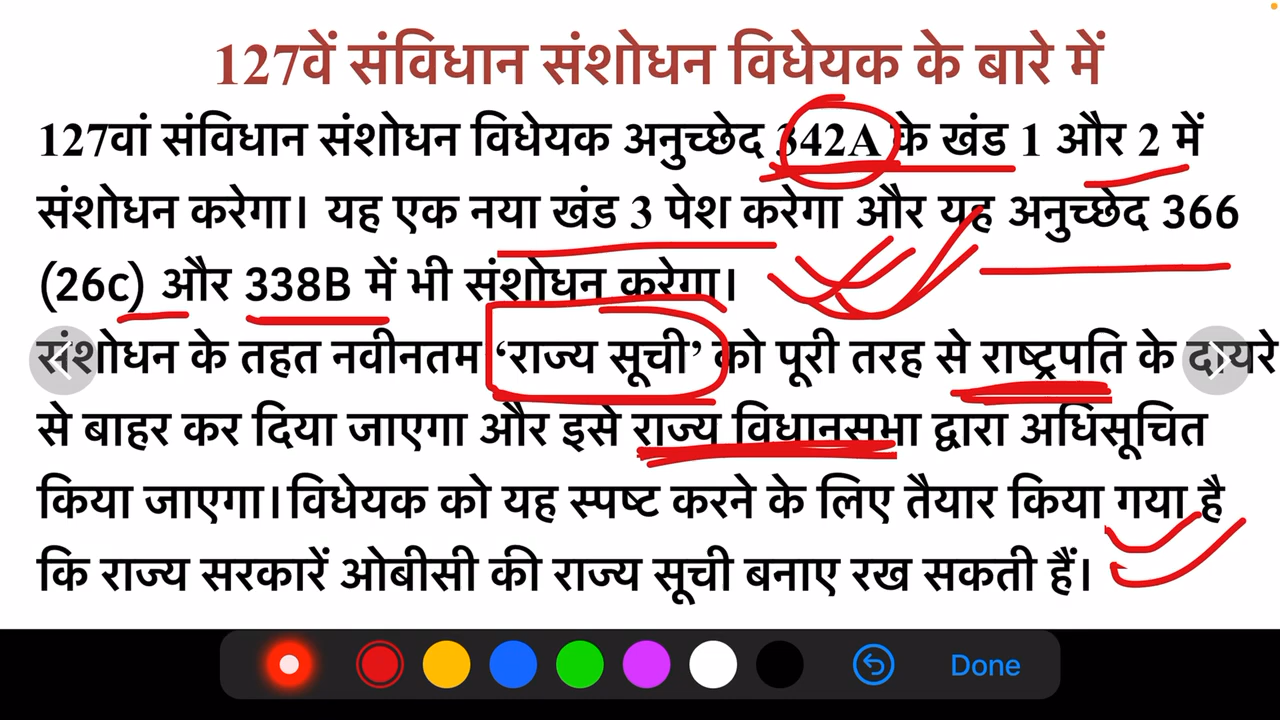 127वें संविधान संशोधन विधेयक के बारे में
127वां संविधान संशोधन विधेयक अनुच्छेद 342A के खंड 1 और 2 में
संशोधन करेगा। यह एक नया खंड 3 पेश करेगा और यह अनुच्छेद 366
(26c) और 338B में भी संशोधन करेगा।
संशोधन के तहत नवीनतम ‘राज्य सूची’ को पूरी तरह से राष्ट्रपति के दायरे
से बाहर कर दिया जाएगा और इसे राज्य विधानसभा द्वारा अधिसूचित
किया जाएगा। विधेयक को यह स्पष्ट करने के लिए तैयार किया गया है
कि राज्य सरकारें ओबीसी की राज्य सूची बनाए रख सकती हैं।
Done